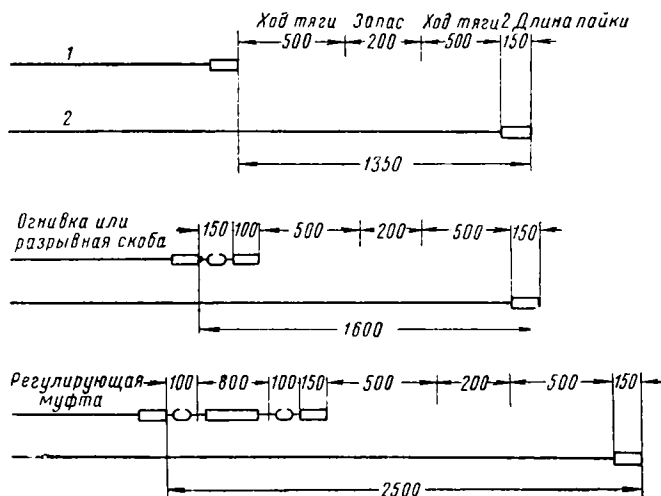 Ход тяги Запас Ход тяги 2 Длина пайки
500 200 500 150
1
2
1350
Огнивка или
разрывная скоба
150 100 500 200 500 150
1600
Регулирующая
муфта
100 800 100 150 500 200 500 150
2500